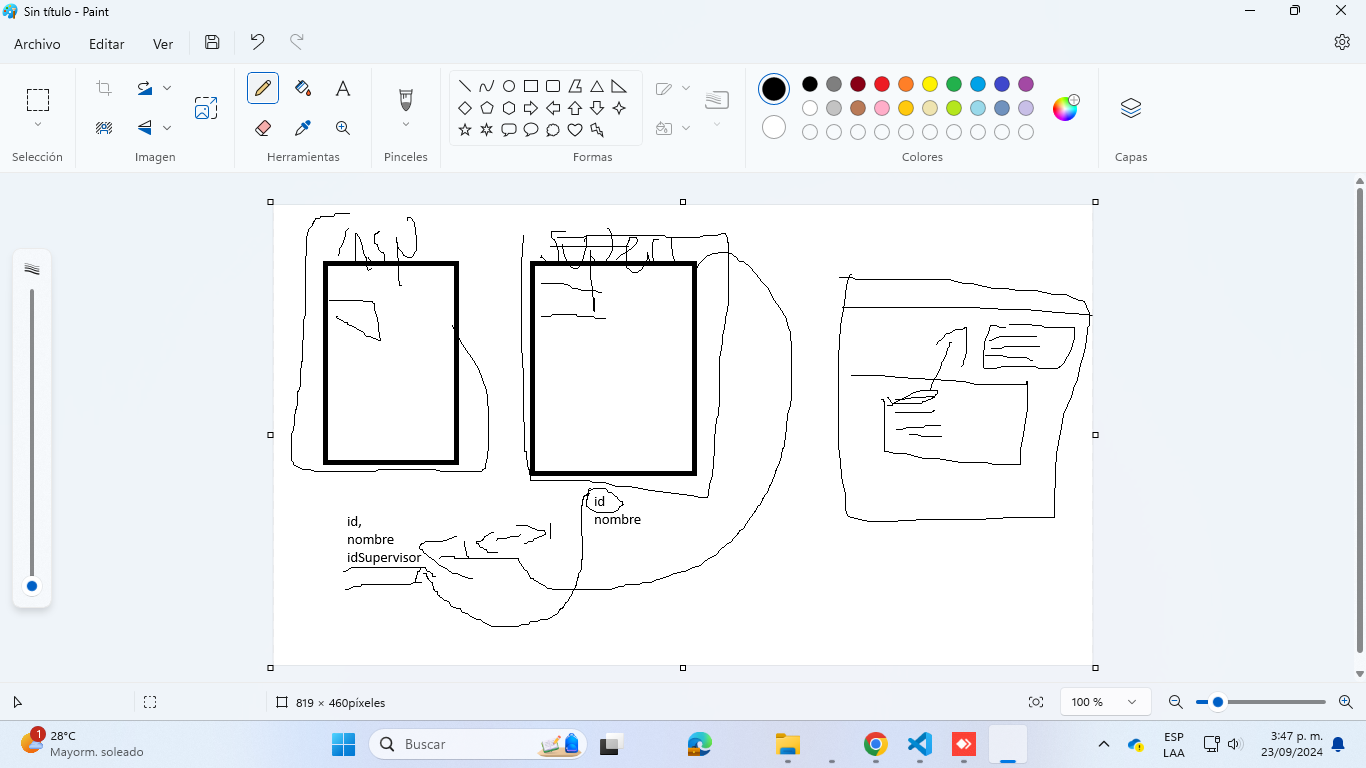 Sin título - Paint
Archivo Editar Ver
Selección Imagen Herramientas Pinceles Formas Colores Capas
id
nombre
id,
nombre
idSupervisor
819 × 460píxeles
100 %
1
28°C
Mayorm. soleado
Buscar
ESP
LAA
3:47 p. m.
23/09/2024